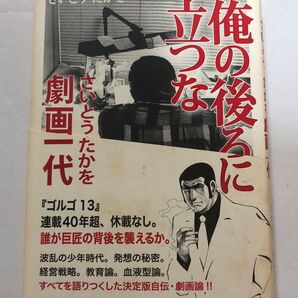 さいとう・たかを
俺の後ろに
立つな
さいとう・たかを
劇画一代
『ゴルゴ13』
連載40年超、休載なし。
誰が巨匠の背後を襲えるか。
波乱の少年時代。発想の秘密。
経営戦略。教育論。血液型論。
すべてを語りつくした決定版自伝・劇画論!!